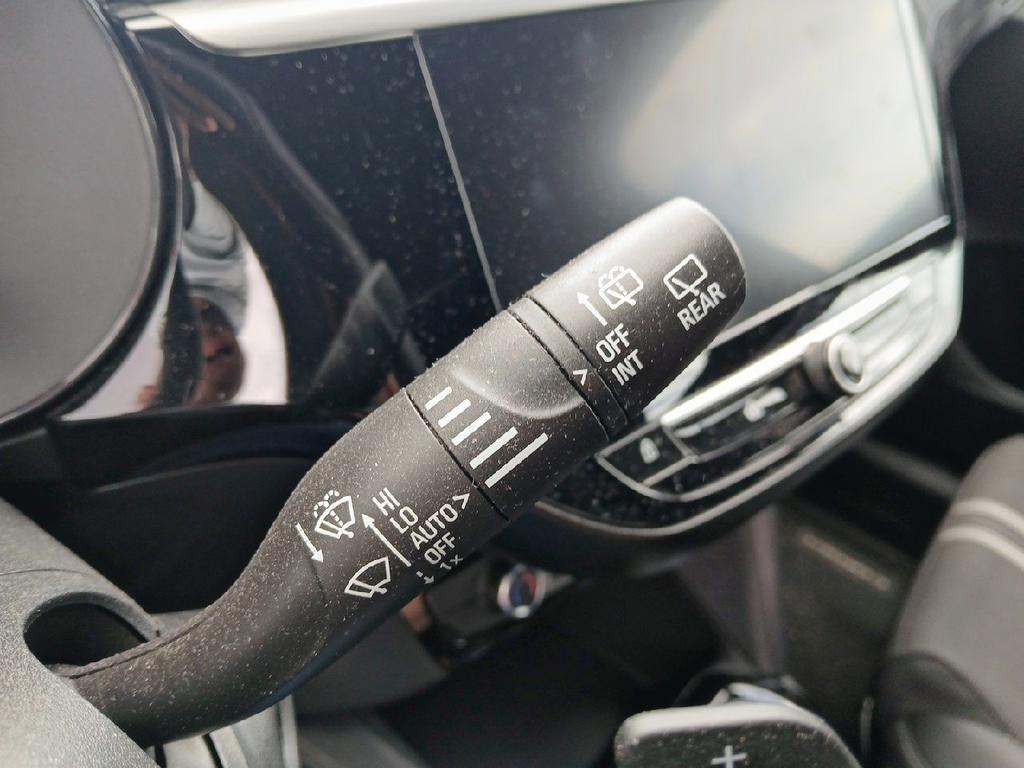 REAR
OFF
INT
>
HI
LO
AUTO >
OFF
1x
+